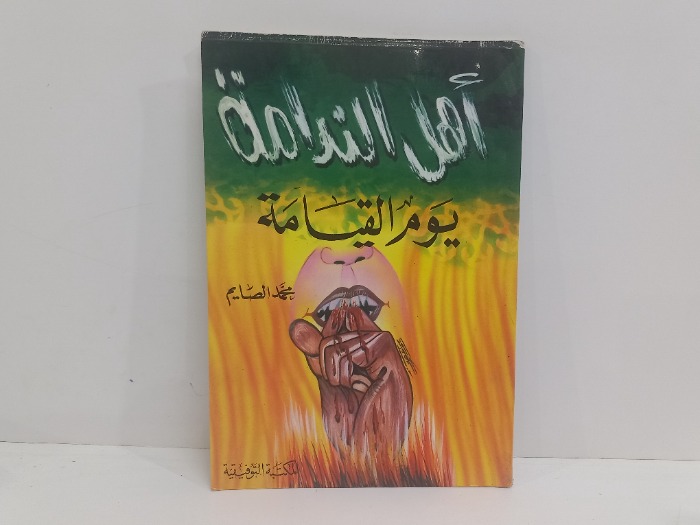 أهل الندامة
يوم القيامة
محمد الصايم
المكتبة التوفيقية